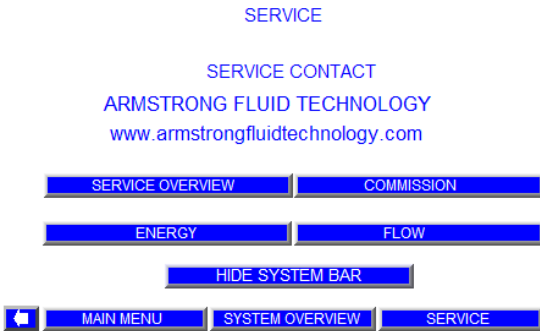 SERVICE
SERVICE CONTACT
ARMSTRONG FLUID TECHNOLOGY
www.armstrongfluidtechnology.com
SERVICE OVERVIEW COMMISSION
ENERGY FLOW
HIDE SYSTEM BAR
MAIN MENU SYSTEM OVERVIEW SERVICE